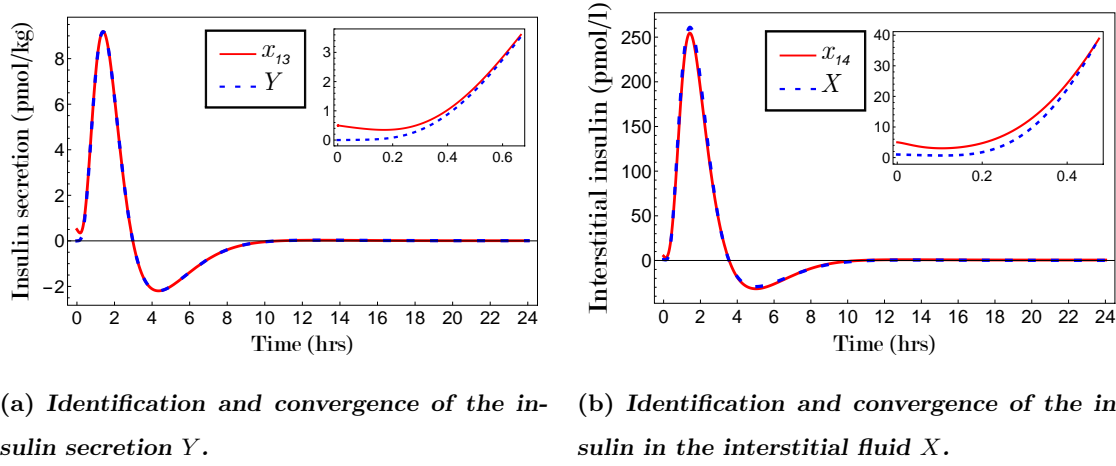 Insulin secretion (pmol/kg)
8
6
4
2
0
−2
x13
Y
3
2
1
0
0 0.2 0.4 0.6
0 2 4 6 8 10 12 14 16 18 20 22 24
Time (hrs)
Interstitial insulin (pmol/l)
250
200
150
100
50
0
−50
x14
X
40
30
20
10
0
0 0.2 0.4
0 2 4 6 8 10 12 14 16 18 20 22 24
Time (hrs)
(a) Identification and convergence of the in-
sulin secretion Y.
(b) Identification and convergence of the in
sulin in the interstitial fluid X.